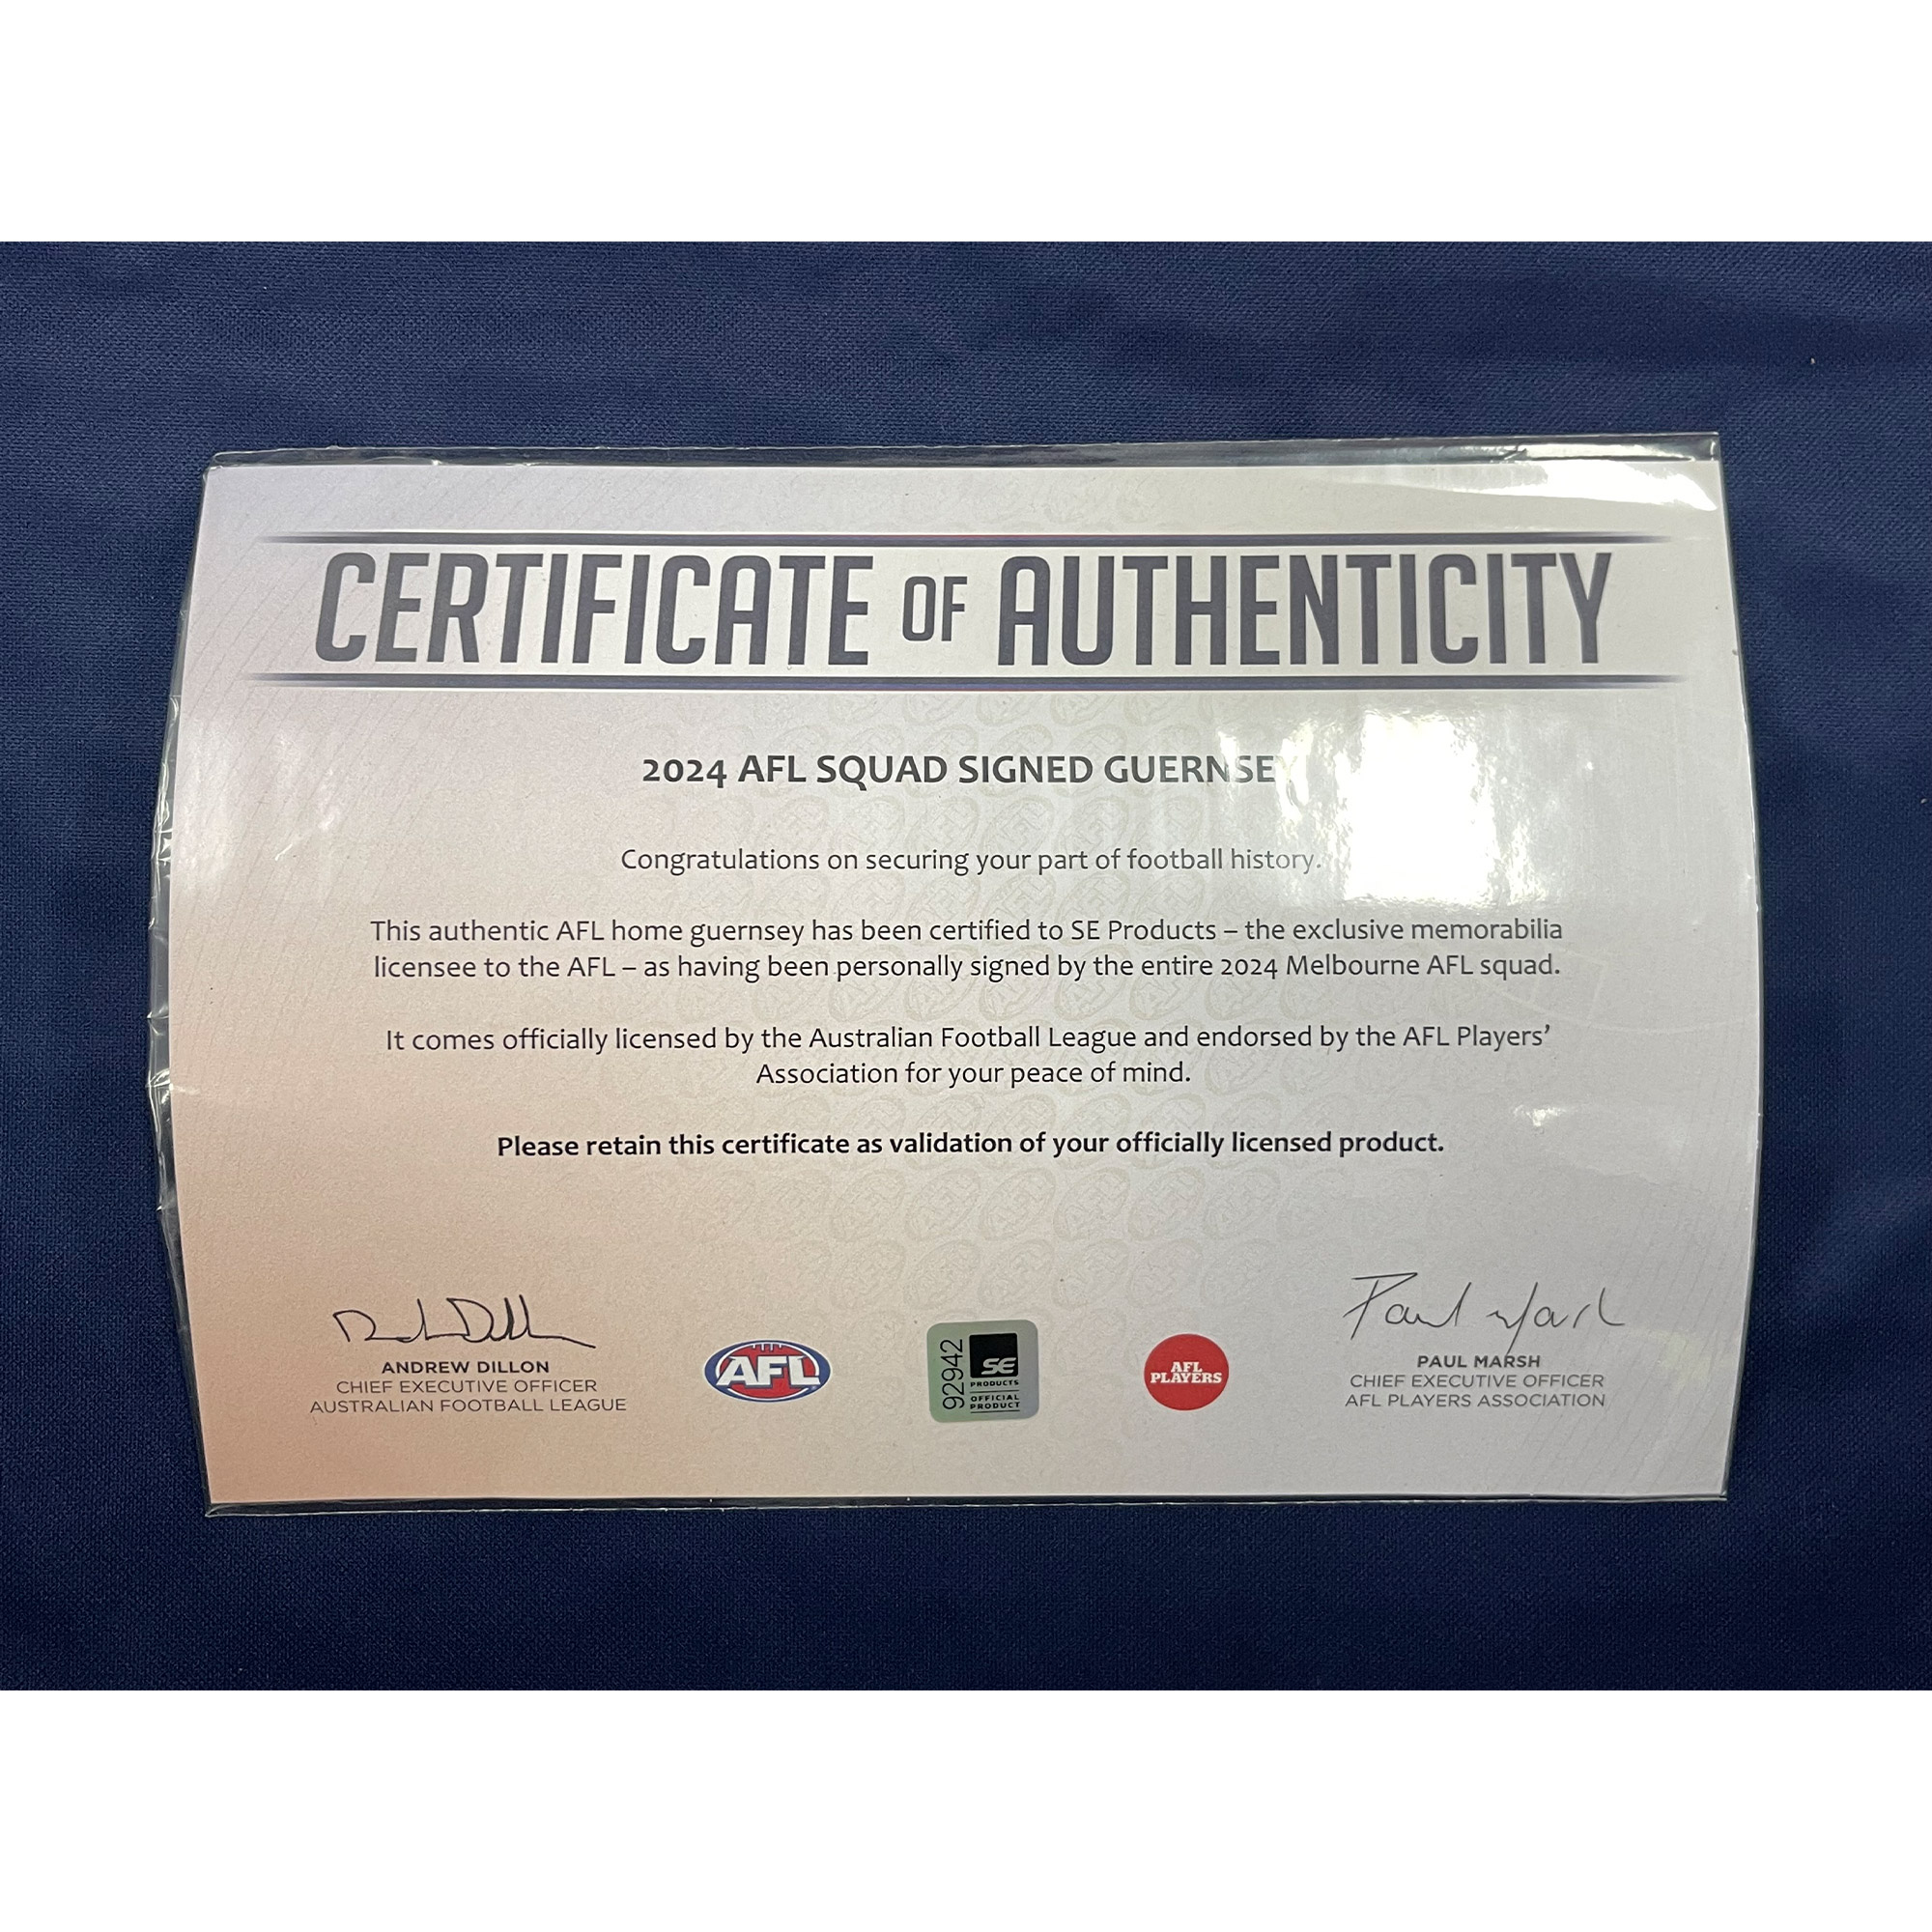 CERTIFICATE OF AUTHENTICITY
2024 AFL SQUAD SIGNED GUERNSEY
Congratulations on securing your part of football history.
This authentic AFL home guernsey has been certified to SE Products – the exclusive memorabilia
licensee to the AFL – as having been personally signed by the entire 2024 Melbourne AFL squad.
It comes officially licensed by the Australian Football League and endorsed by the AFL Players’
Association for your peace of mind.
Please retain this certificate as validation of your officially licensed product.
ANDREW DILLON
CHIEF EXECUTIVE OFFICER
AUSTRALIAN FOOTBALL LEAGUE
AFL
92942
SE
PRODUCTS
OFFICIAL
PRODUCT
AFL
PLAYERS
Paul Marsh
PAUL MARSH
CHIEF EXECUTIVE OFFICER
AFL PLAYERS ASSOCIATION